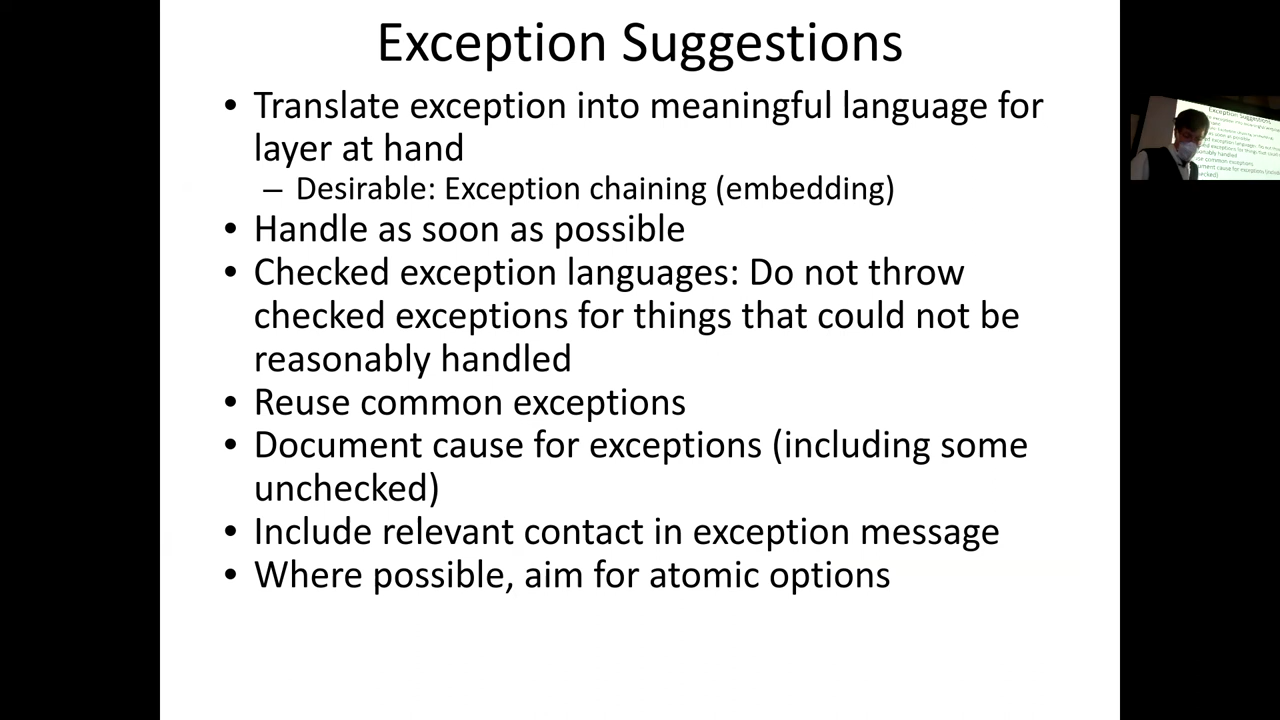 Exception Suggestions
• Translate exception into meaningful language for
layer at hand
– Desirable: Exception chaining (embedding)
• Handle as soon as possible
• Checked exception languages: Do not throw
checked exceptions for things that could not be
reasonably handled
• Reuse common exceptions
• Document cause for exceptions (including some
unchecked)
• Include relevant contact in exception message
• Where possible, aim for atomic options
Exception Suggestions